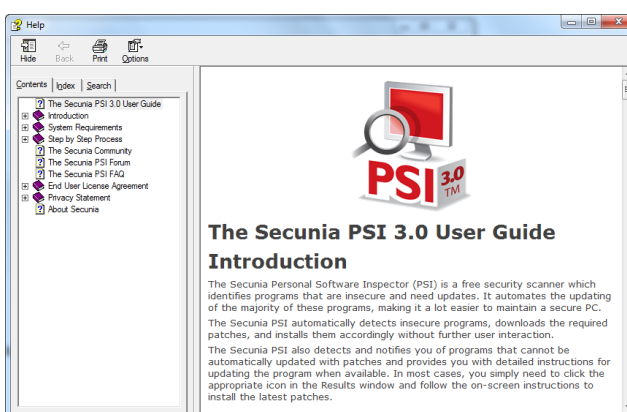 Help
Hide Back Print Options
Contents Index Search
The Secunia PSI 3.0 User Guide
Introduction
System Requirements
Step by Step Process
The Secunia Community
The Secunia PSI Forum
The Secunia PSI FAQ
End User License Agreement
Privacy Statement
About Secunia
PSI 3.0
TM
The Secunia PSI 3.0 User Guide
Introduction
The Secunia Personal Software Inspector (PSI) is a free security scanner which
identifies programs that are insecure and need updates. It automates the updating
of the majority of these programs, making it a lot easier to maintain a secure PC.
The Secunia PSI automatically detects insecure programs, downloads the required
patches, and installs them accordingly without further user interaction.
The Secunia PSI also detects and notifies you of programs that cannot be
automatically updated with patches and provides you with detailed instructions for
updating the program when available. In most cases, you simply need to click the
appropriate icon in the Results window and follow the on-screen instructions to
install the latest patches.